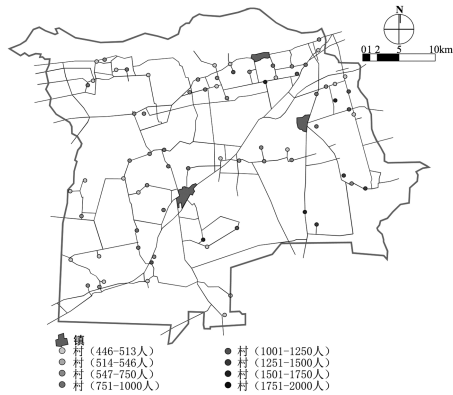 N
0 1 2 5 10km
镇
村（446-513人）
村（514-546人）
村（547-750人）
村（751-1000人）
村（1001-1250人）
村（1251-1500人）
村（1501-1750人）
村（1751-2000人）